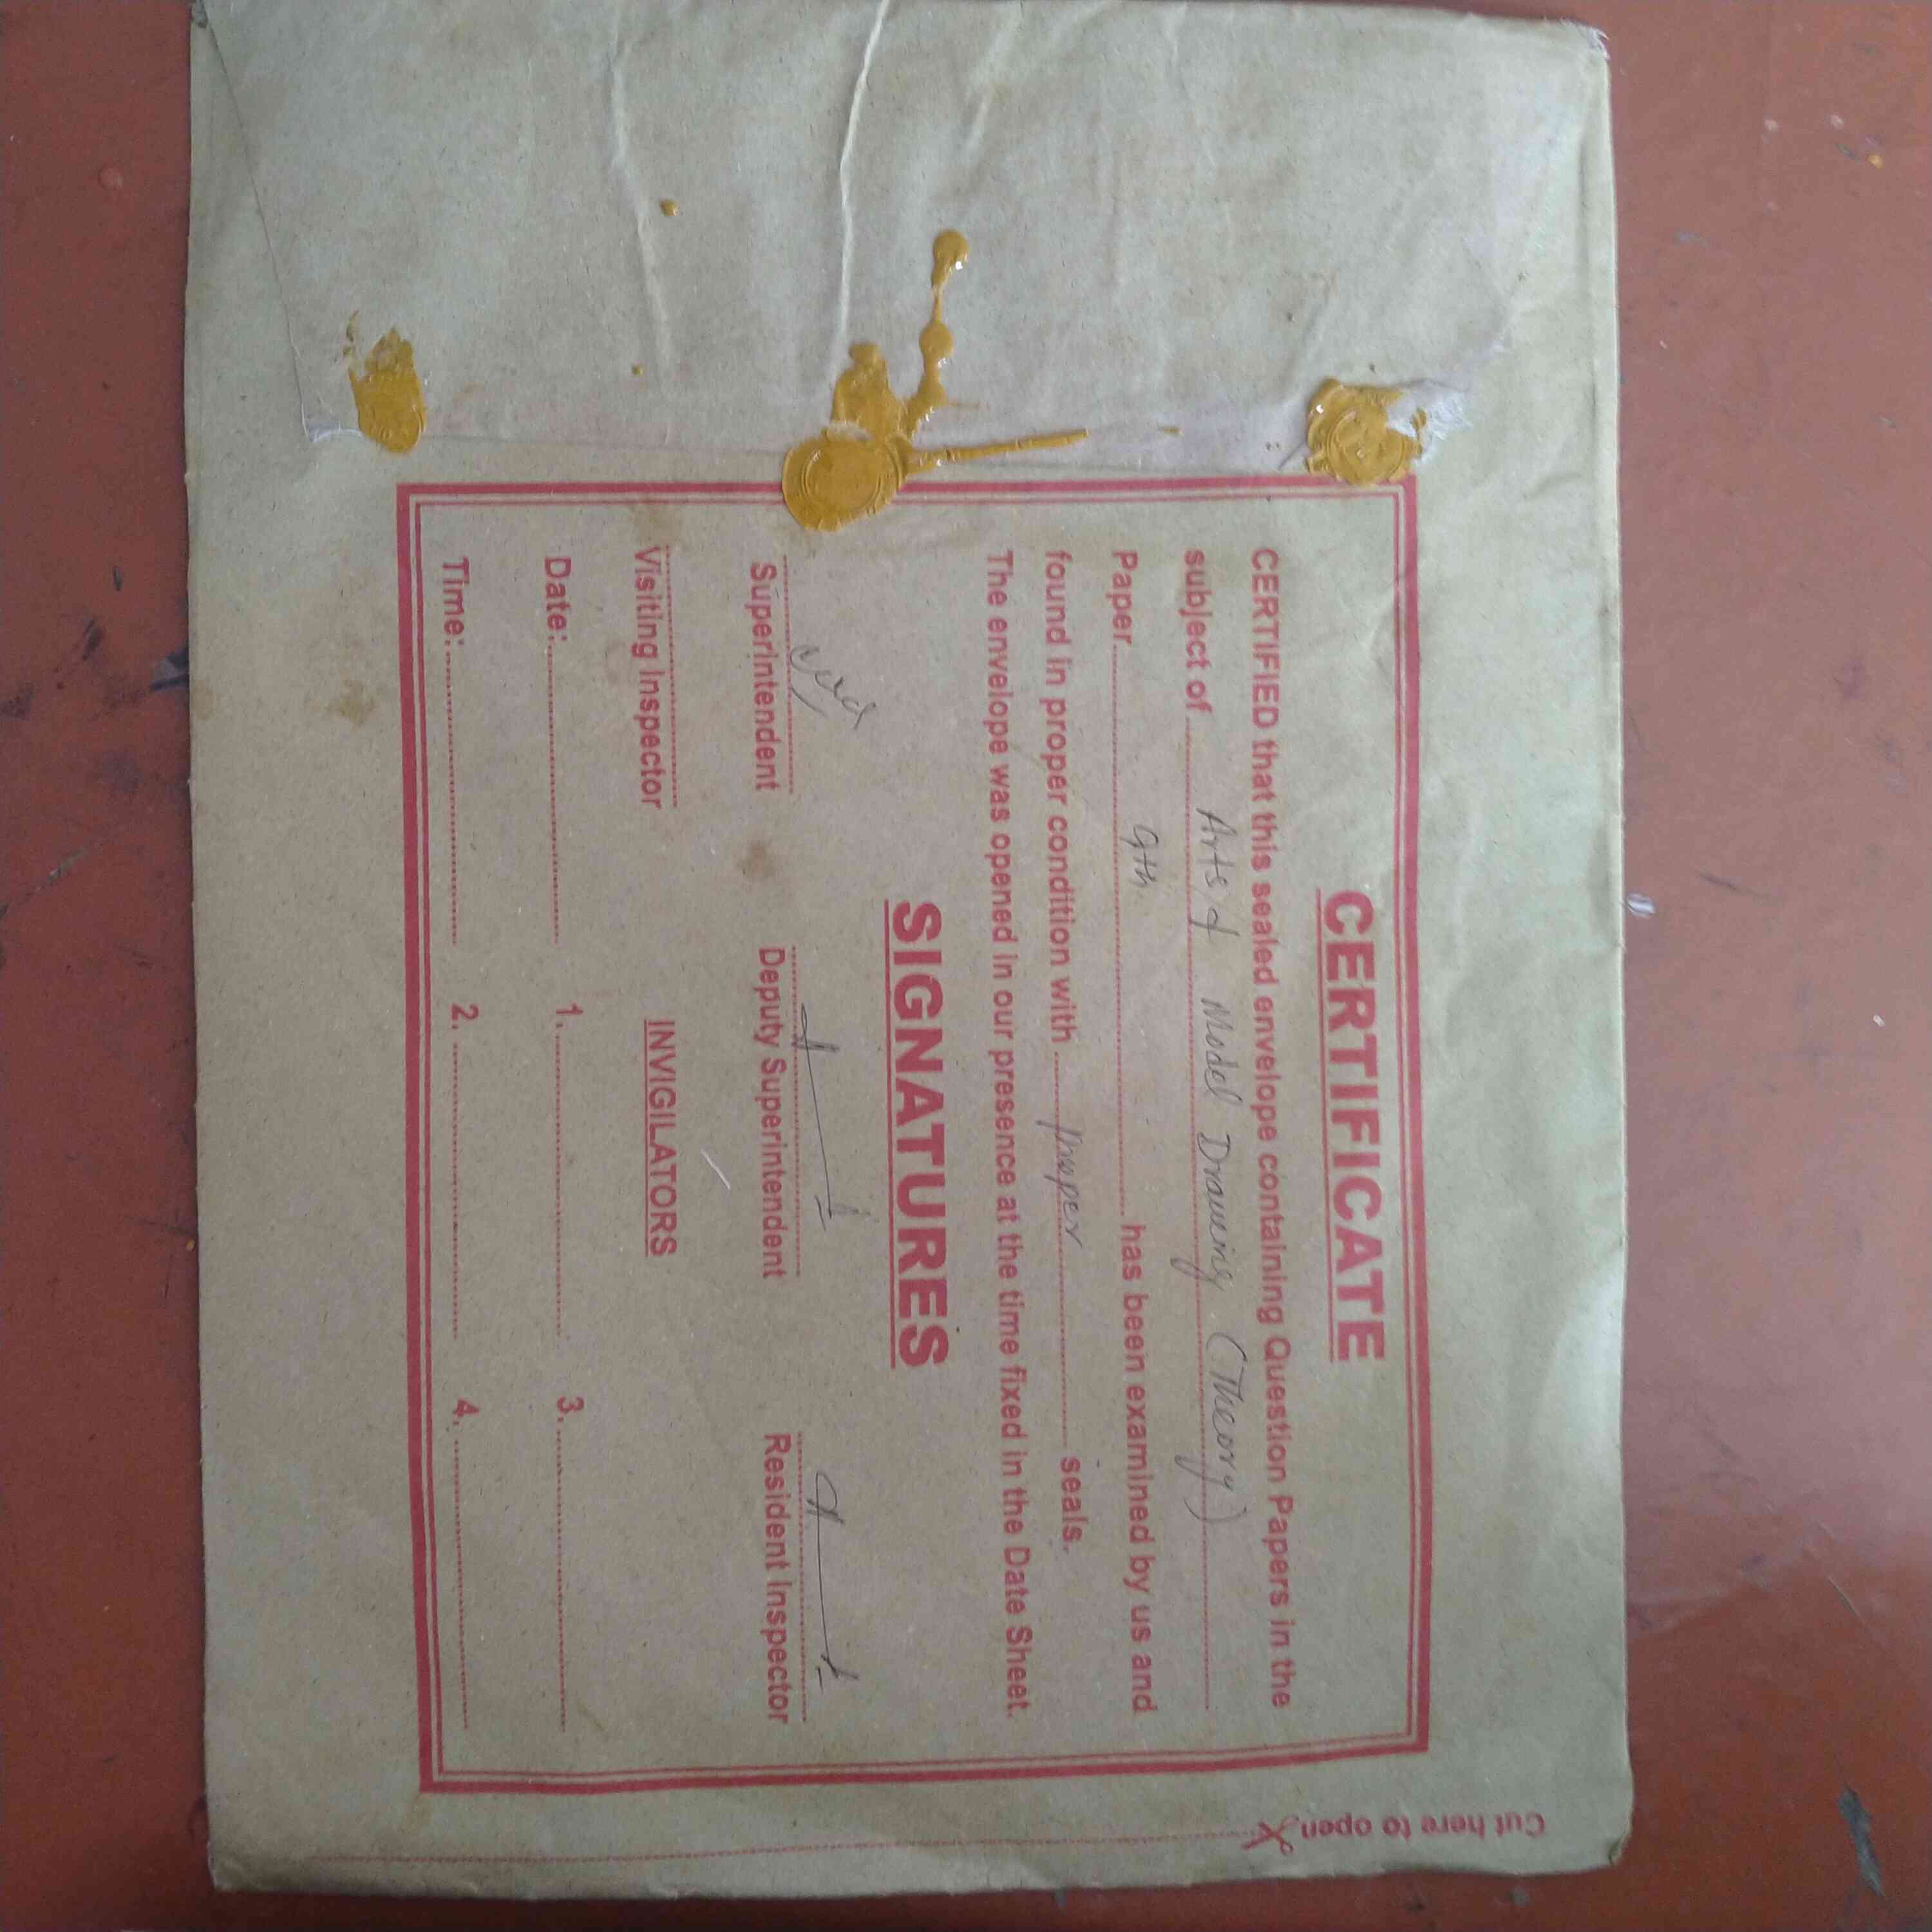 CERTIFICATE
CERTIFIED that this sealed envelope containing Question Papers in the
subject of Arts & Model Drawing (Theory)
Paper 9th has been examined by us and
found in proper condition with proper seals.
The envelope was opened in our presence at the time fixed in the Date Sheet.
SIGNATURES
Superintendent Deputy Superintendent Resident Inspector
Visiting Inspector INVIGILATORS
Date: 1. 3.
Time: 2. 4.
Cut here to open